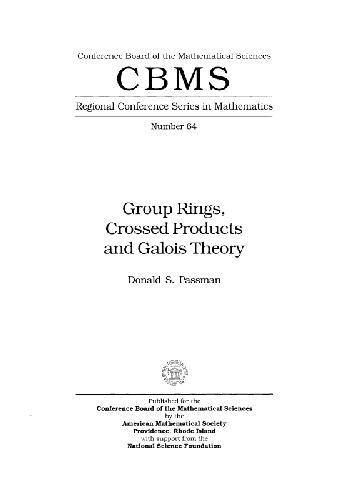 Conference Board of the Mathematical Sciences
CBMS
Regional Conference Series in Mathematics
Number 64
Group Rings,
Crossed Products
and Galois Theory
Donald S. Passman
Published for the
Conference Board of the Mathematical Sciences
by the
American Mathematical Society
Providence, Rhode Island
with support from the
National Science Foundation